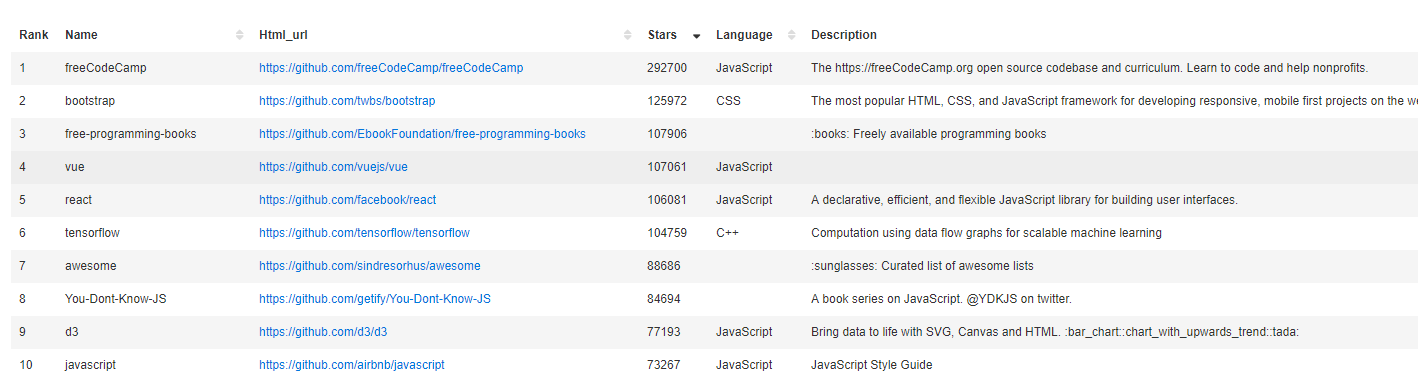 Rank Name Html_url Stars Language Description
1 freeCodeCamp https://github.com/freeCodeCamp/freeCodeCamp 292700 JavaScript The https://freeCodeCamp.org open source codebase and curriculum. Learn to code and help nonprofits.
2 bootstrap https://github.com/twbs/bootstrap 125972 CSS The most popular HTML, CSS, and JavaScript framework for developing responsive, mobile first projects on the we
3 free-programming-books https://github.com/EbookFoundation/free-programming-books 107906 :books: Freely available programming books
4 vue https://github.com/vuejs/vue 107061 JavaScript
5 react https://github.com/facebook/react 106081 JavaScript A declarative, efficient, and flexible JavaScript library for building user interfaces.
6 tensorflow https://github.com/tensorflow/tensorflow 104759 C++ Computation using data flow graphs for scalable machine learning
7 awesome https://github.com/sindresorhus/awesome 88686 :sunglasses: Curated list of awesome lists
8 You-Dont-Know-JS https://github.com/getify/You-Dont-Know-JS 84694 A book series on JavaScript. @YDKJS on twitter.
9 d3 https://github.com/d3/d3 77193 JavaScript Bring data to life with SVG, Canvas and HTML. :bar_chart::chart_with_upwards_trend::tada:
10 javascript https://github.com/airbnb/javascript 73267 JavaScript JavaScript Style Guide